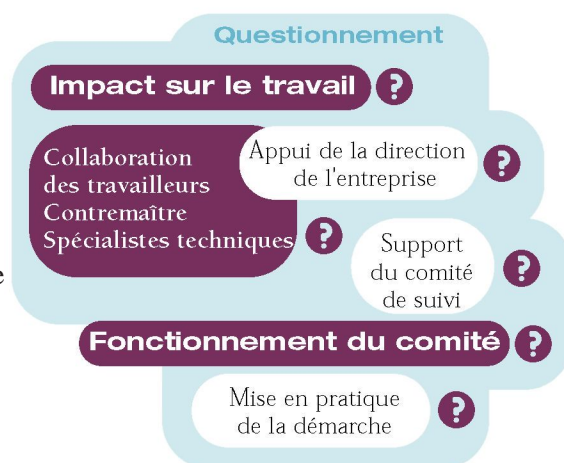 Questionnement
Impact sur le travail ?
Collaboration
des travailleurs
Contremaître
Spécialistes techniques ?
Appui de la direction
de l'entreprise ?
Support
du comité
de suivi ?
e
Fonctionnement du comité ?
Mise en pratique
de la démarche ?